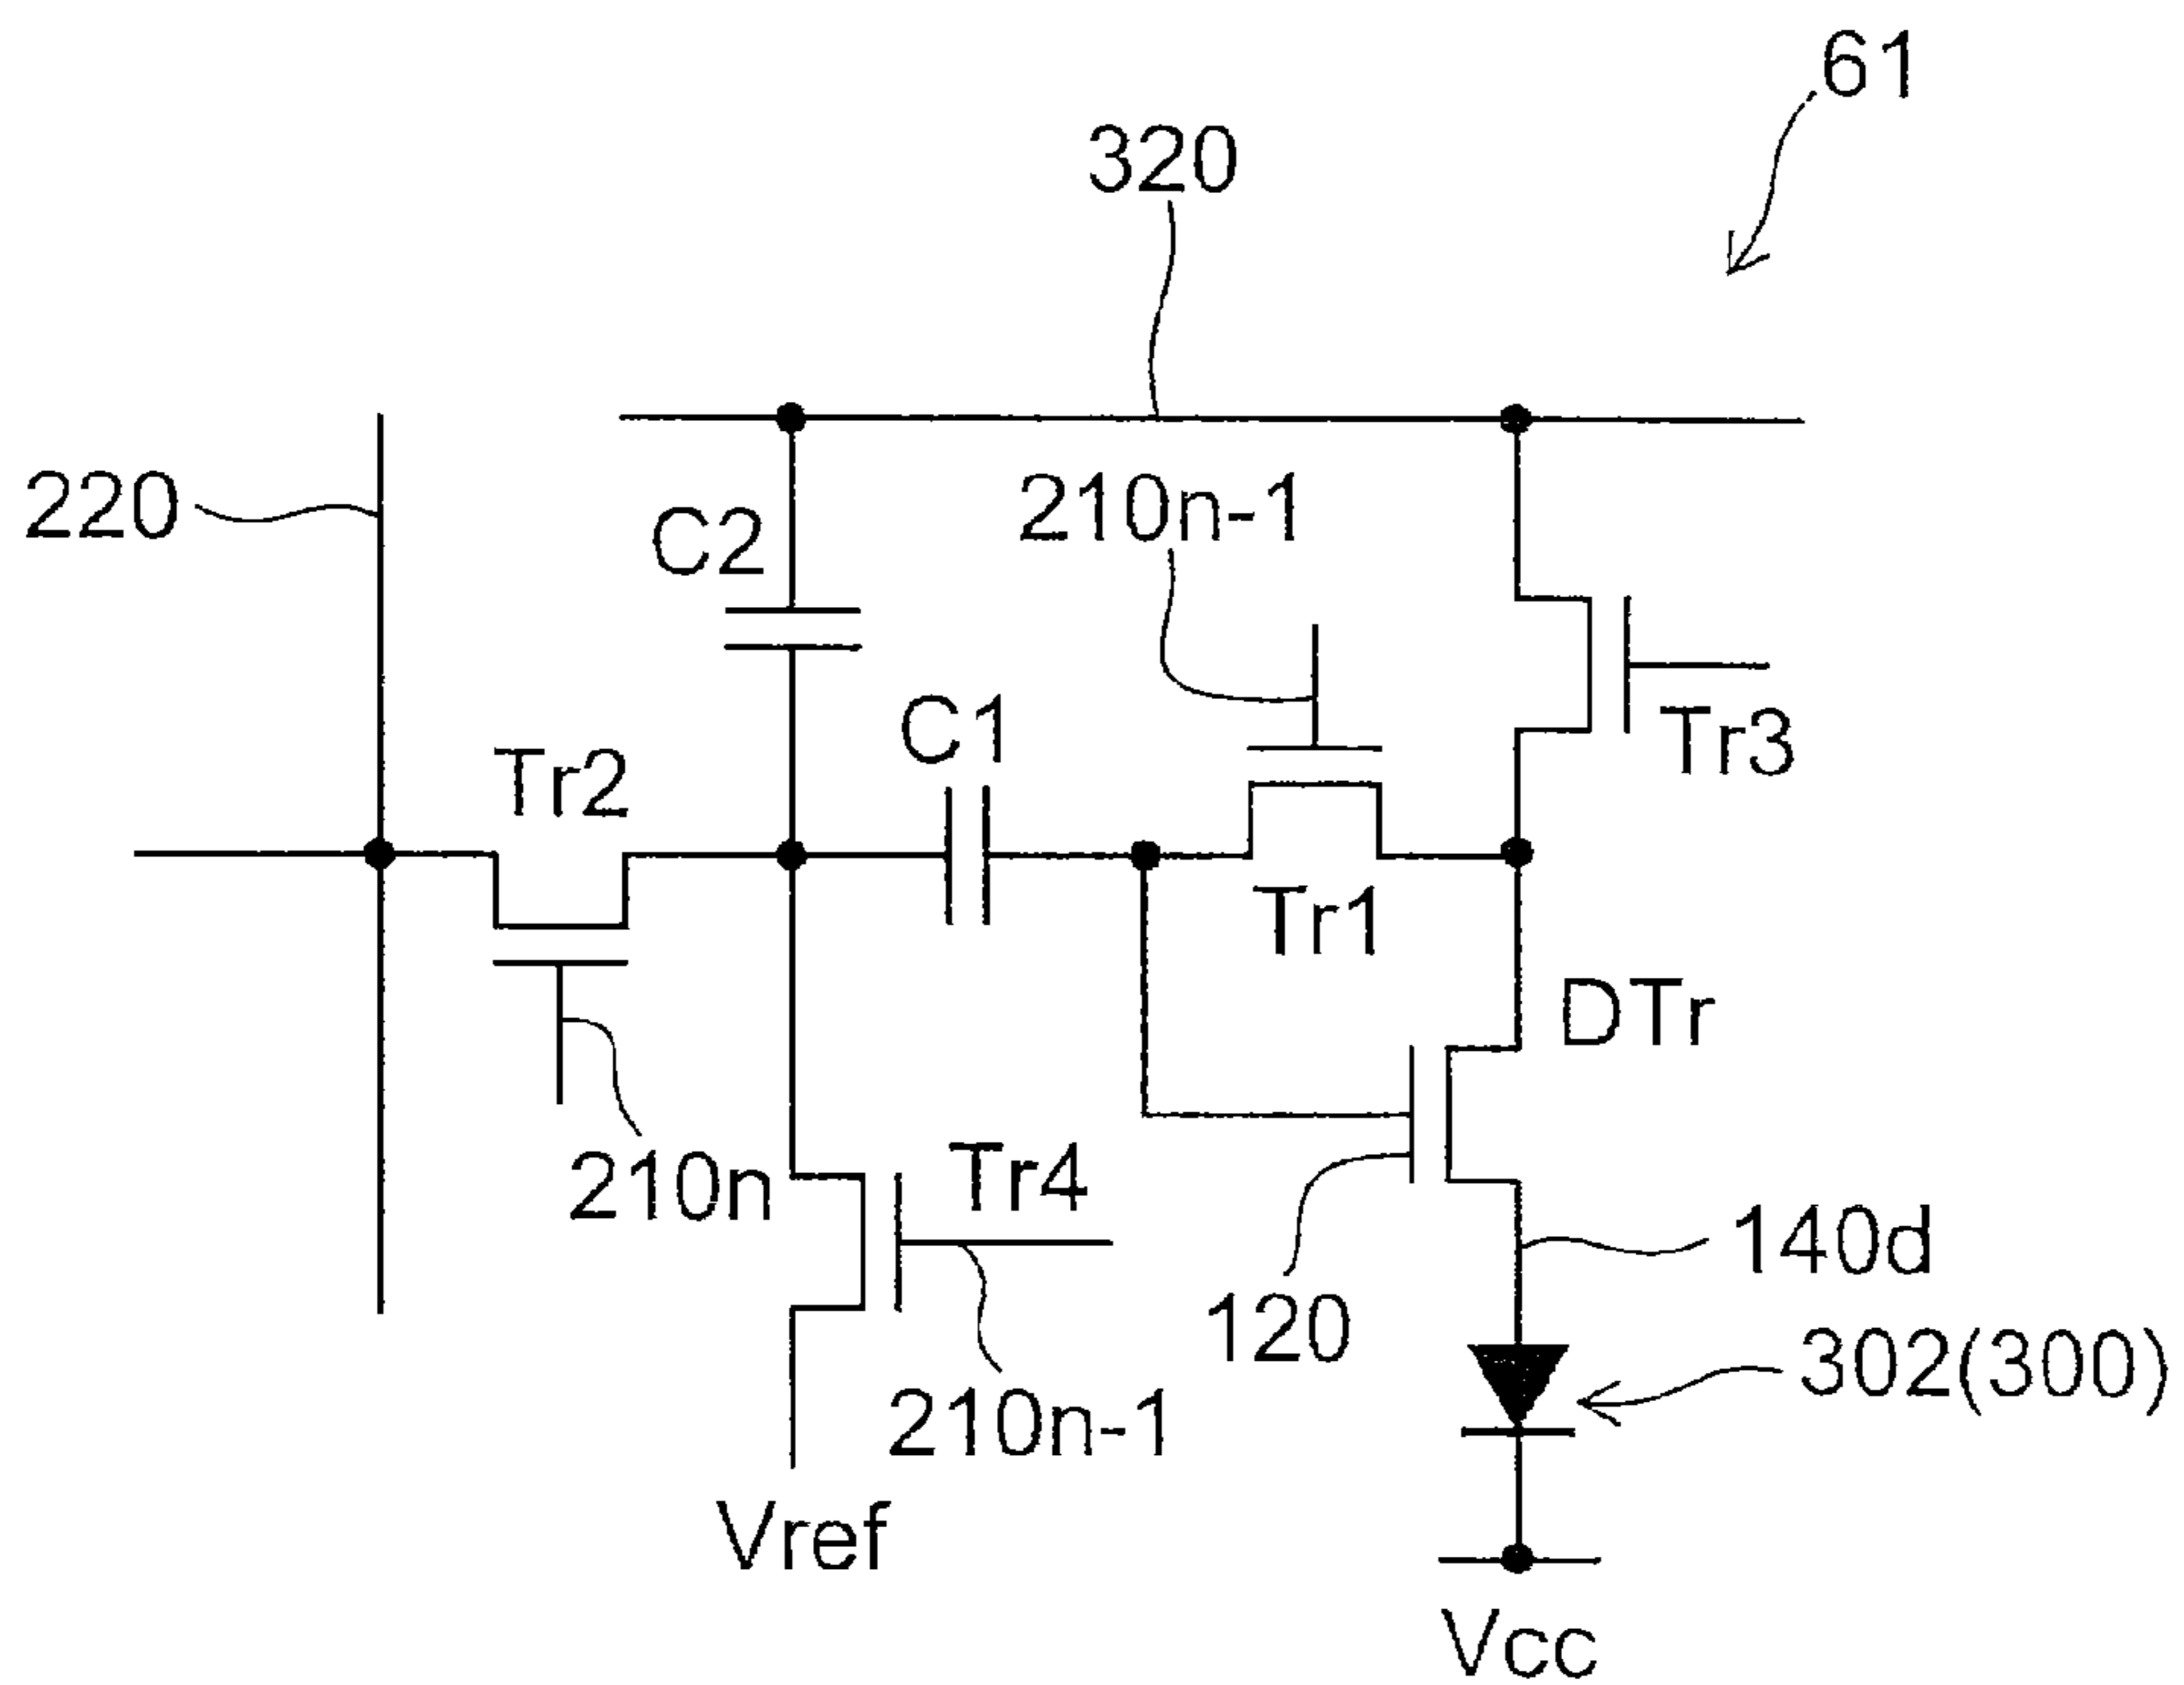 61
320
220
210n-1
C2
C1
Tr3
Tr2
Tr1
DTr
210n
Tr4
140d
120
302(300)
210n-1
Vref
Vcc